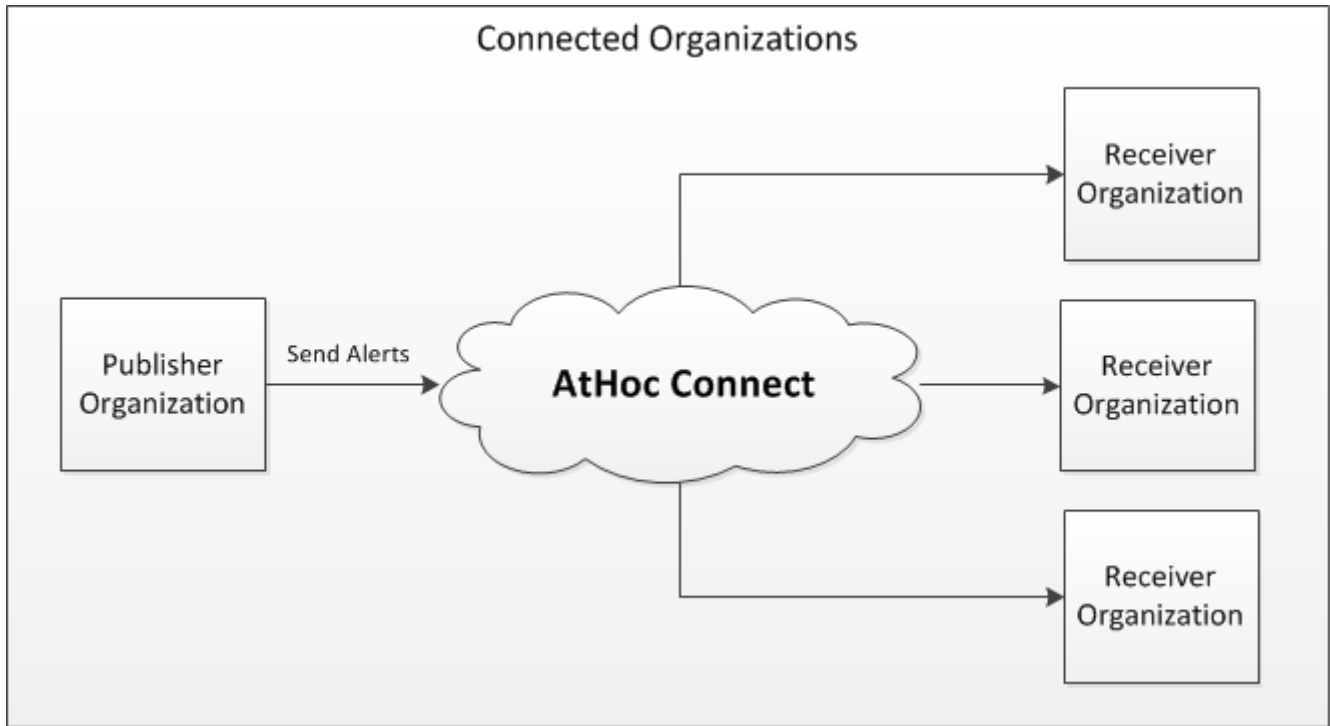 Connected Organizations
Receiver
Organization
Publisher
Organization
Send Alerts
AtHoc Connect
Receiver
Organization
Receiver
Organization